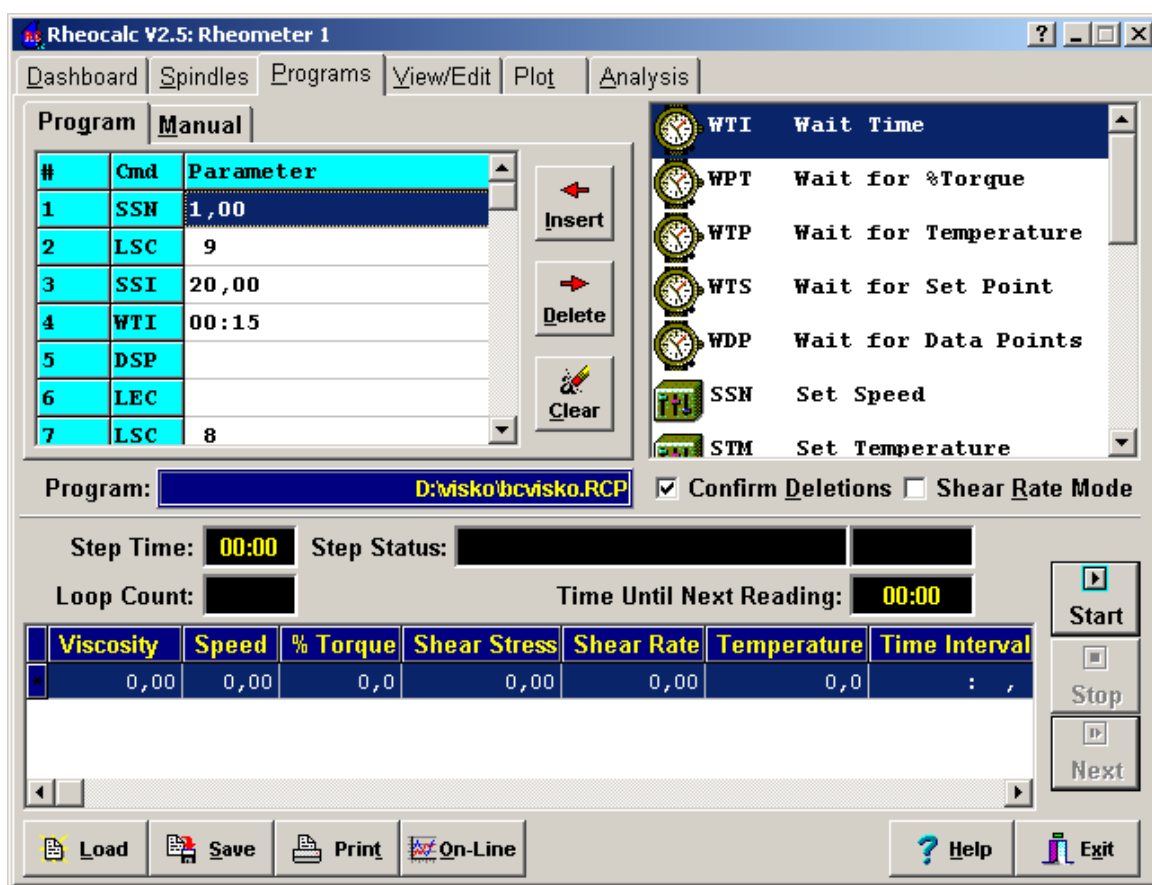 Rheocalc V2.5: Rheometer 1
Dashboard Spindles Programs View/Edit Plot Analysis
Program Manual
# Cmd Parameter
1 SSN 1,00
2 LSC 9
3 SSI 20,00
4 WTI 00:15
5 DSP
6 LEC
7 LSC 8
Insert
Delete
Clear
WTI Wait Time
WPT Wait for %Torque
WTP Wait for Temperature
WTS Wait for Set Point
WDP Wait for Data Points
SSN Set Speed
STM Set Temperature
Program: D:\visko\bcvisko.RCP
Confirm Deletions Shear Rate Mode
Step Time: 00:00 Step Status:
Loop Count: Time Until Next Reading: 00:00
Viscosity Speed % Torque Shear Stress Shear Rate Temperature Time Interval
* 0,00 0,00 0,0 0,00 0,00 0,0 : ,
Start
Stop
Next
Load Save Print On-Line ? Help Exit